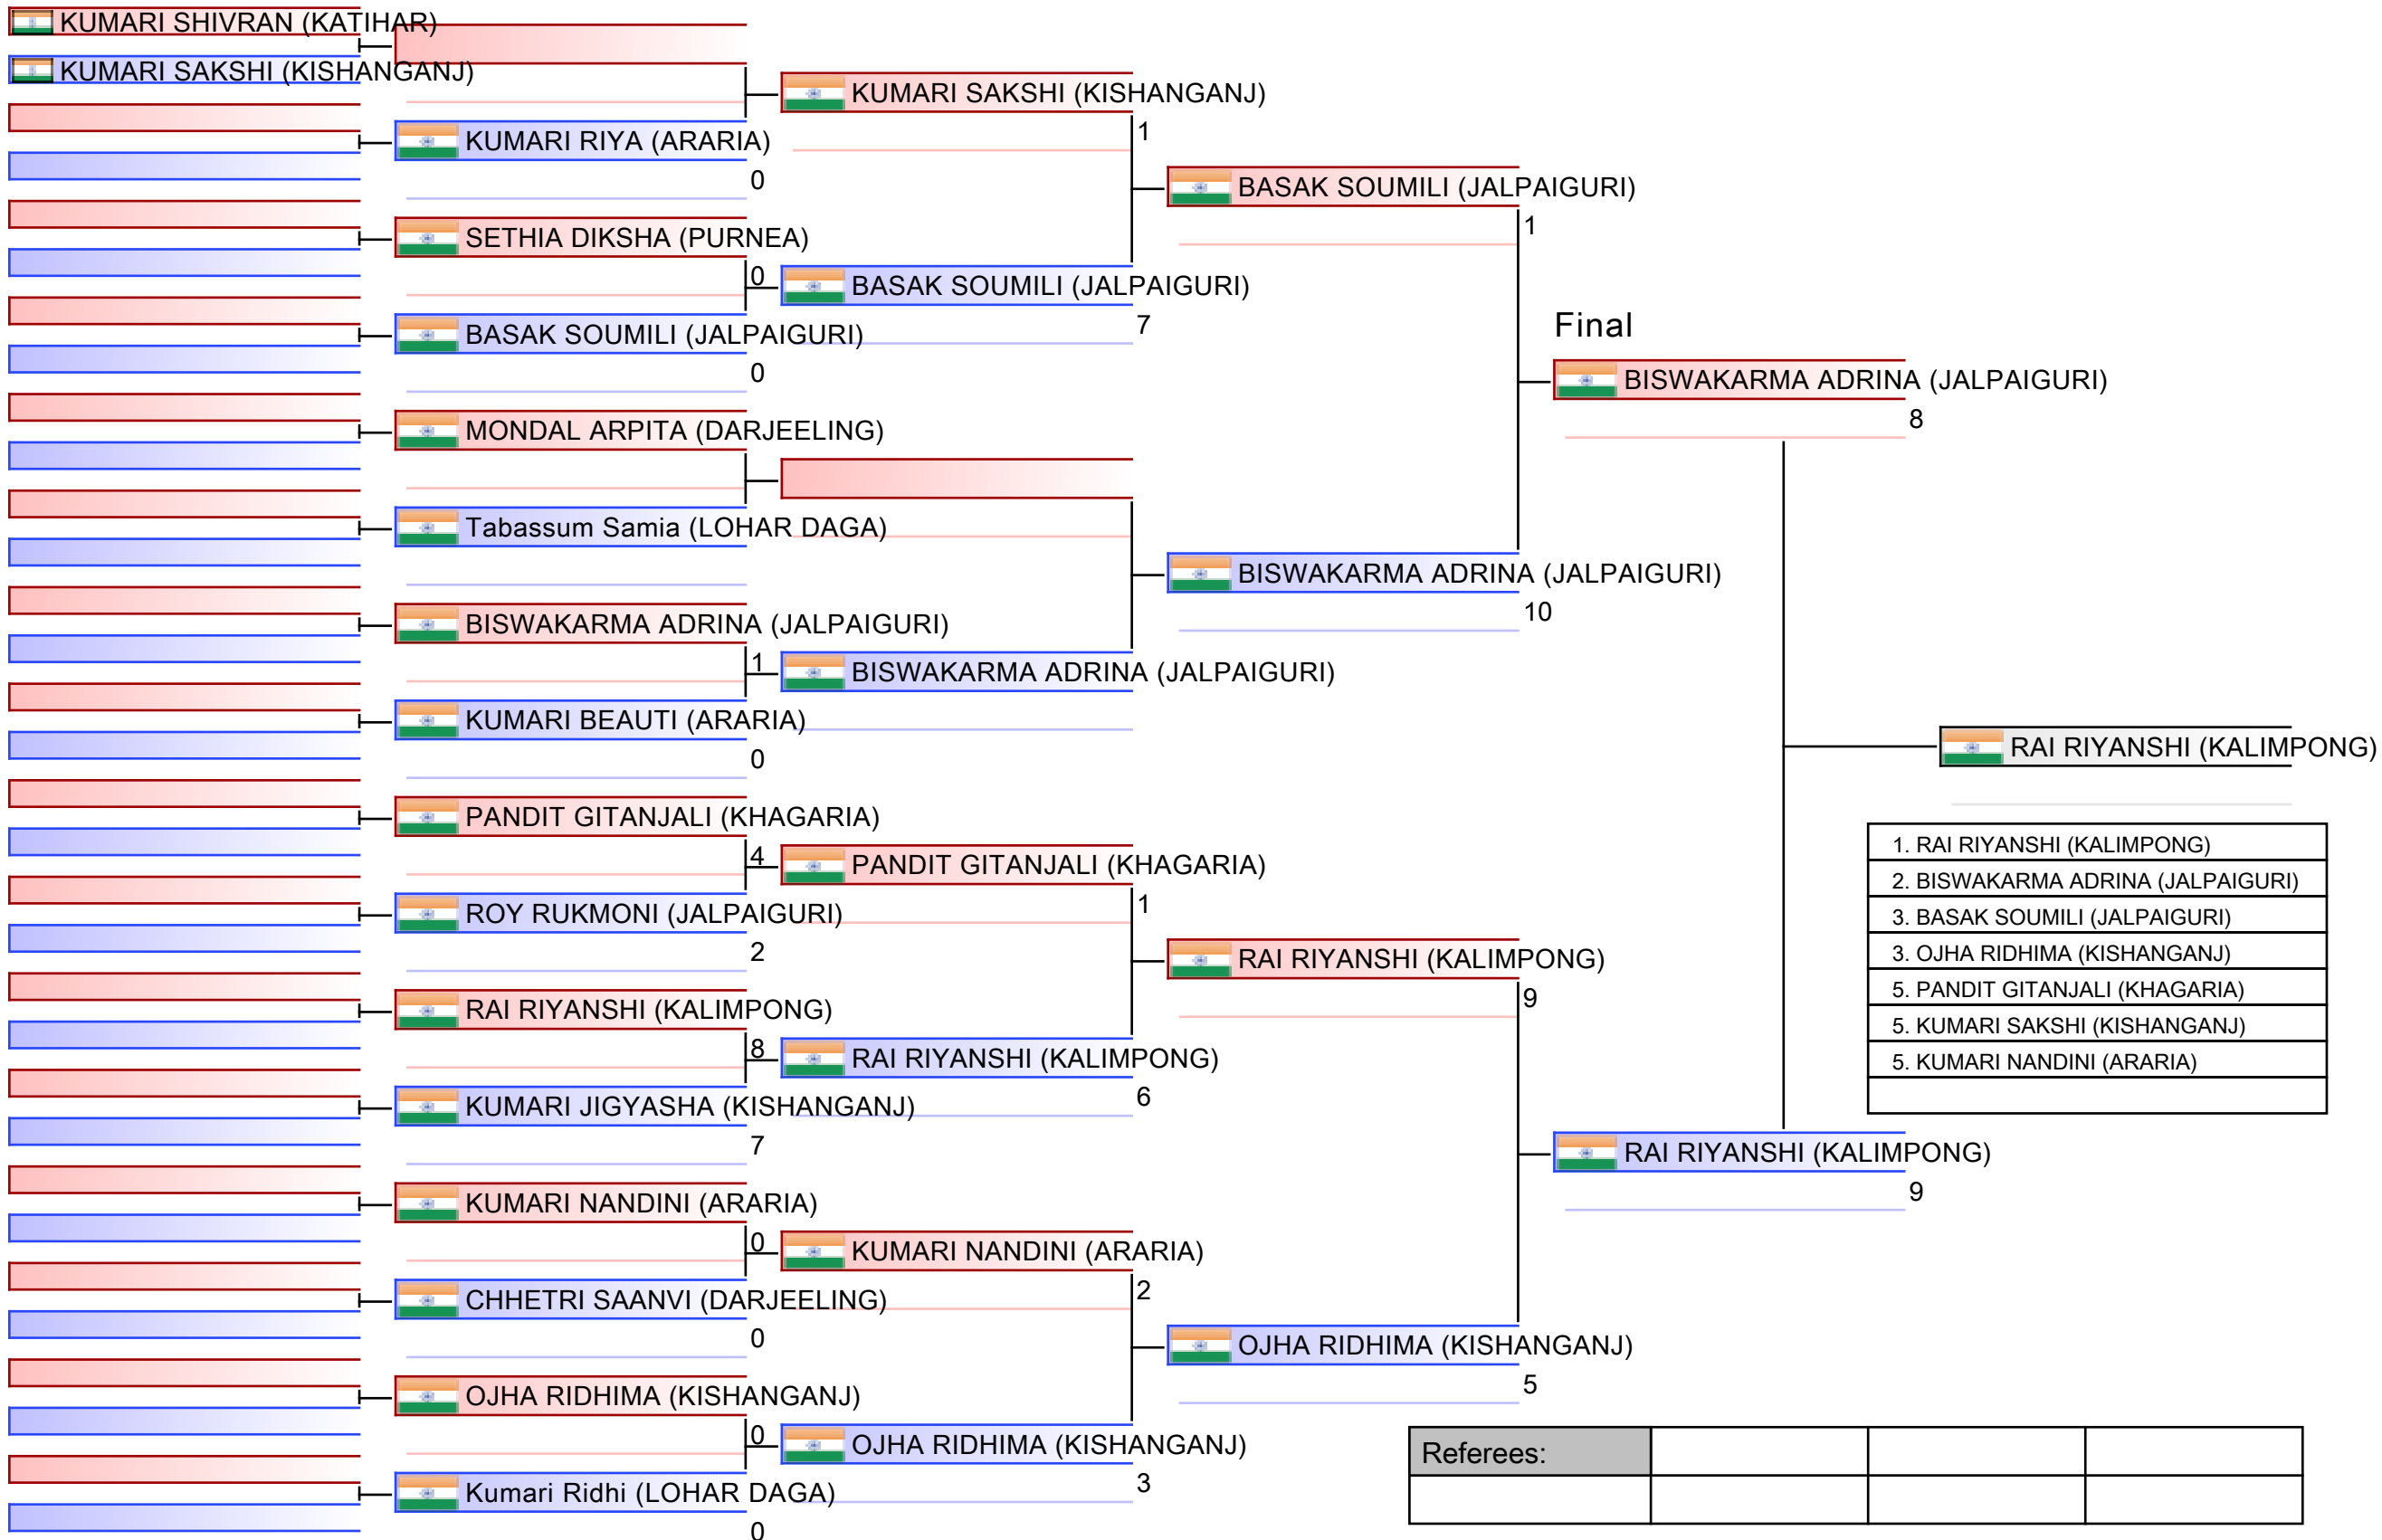 KUMARI SHIVRAN (KATIHAR)
KUMARI SAKSHI (KISHANGANJ)
KUMARI RIYA (ARARIA)
0
SETHIA DIKSHA (PURNEA)
0
BASAK SOUMILI (JALPAIGURI)
0
MONDAL ARPITA (DARJEELING)
Tabassum Samia (LOHAR DAGA)
BISWAKARMA ADRINA (JALPAIGURI)
1
KUMARI BEAUTI (ARARIA)
0
PANDIT GITANJALI (KHAGARIA)
4
ROY RUKMONI (JALPAIGURI)
2
RAI RIYANSHI (KALIMPONG)
8
KUMARI JIGYASHA (KISHANGANJ)
7
KUMARI NANDINI (ARARIA)
0
CHHETRI SAANVI (DARJEELING)
0
OJHA RIDHIMA (KISHANGANJ)
0
Kumari Ridhi (LOHAR DAGA)
0
KUMARI SAKSHI (KISHANGANJ)
1
BASAK SOUMILI (JALPAIGURI)
7
BISWAKARMA ADRINA (JALPAIGURI)
PANDIT GITANJALI (KHAGARIA)
1
RAI RIYANSHI (KALIMPONG)
6
KUMARI NANDINI (ARARIA)
2
OJHA RIDHIMA (KISHANGANJ)
3
BASAK SOUMILI (JALPAIGURI)
1
BISWAKARMA ADRINA (JALPAIGURI)
10
RAI RIYANSHI (KALIMPONG)
9
OJHA RIDHIMA (KISHANGANJ)
5
Final
BISWAKARMA ADRINA (JALPAIGURI)
8
RAI RIYANSHI (KALIMPONG)
9
RAI RIYANSHI (KALIMPONG)
1. RAI RIYANSHI (KALIMPONG)
2. BISWAKARMA ADRINA (JALPAIGURI)
3. BASAK SOUMILI (JALPAIGURI)
3. OJHA RIDHIMA (KISHANGANJ)
5. PANDIT GITANJALI (KHAGARIA)
5. KUMARI SAKSHI (KISHANGANJ)
5. KUMARI NANDINI (ARARIA)
Referees: